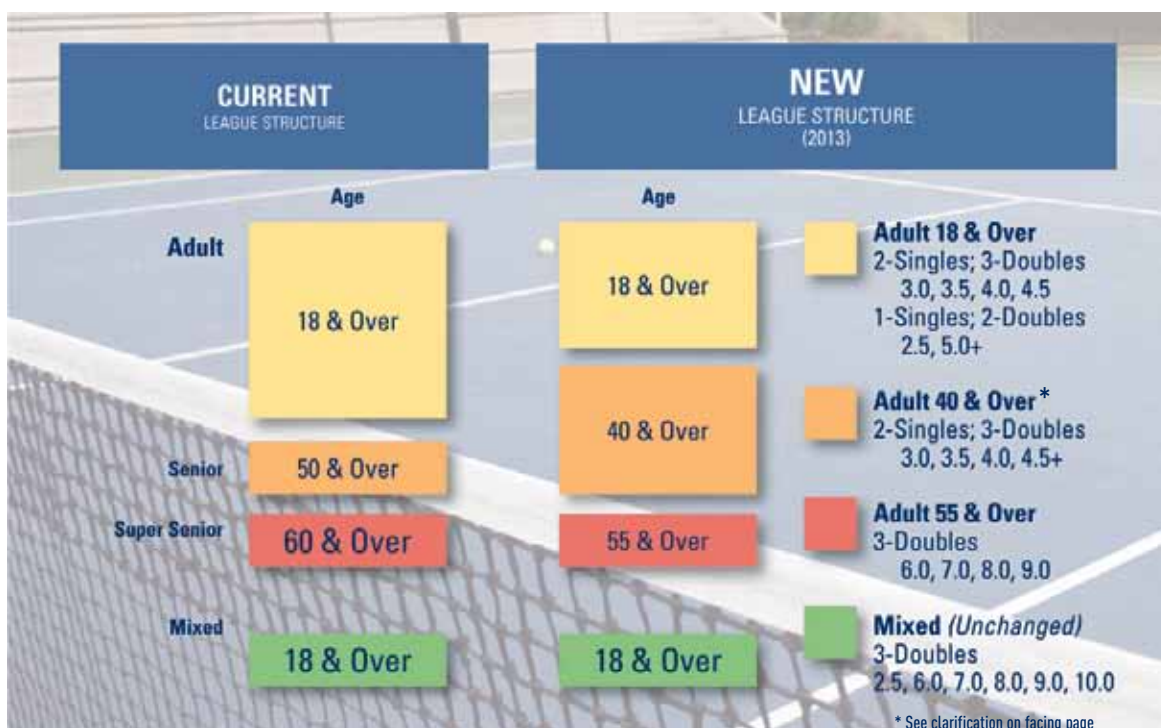 CURRENT
LEAGUE STRUCTURE
NEW
LEAGUE STRUCTURE
(2013)
Age
Age
Adult
18 & Over
18 & Over
Adult 18 & Over
2-Singles; 3-Doubles
3.0, 3.5, 4.0, 4.5
1-Singles; 2-Doubles
2.5, 5.0+
40 & Over
Adult 40 & Over*
2-Singles; 3-Doubles
3.0, 3.5, 4.0, 4.5+
Senior
50 & Over
Super Senior
60 & Over
55 & Over
Adult 55 & Over
3-Doubles
6.0, 7.0, 8.0, 9.0
Mixed
18 & Over
18 & Over
Mixed (Unchanged)
3-Doubles
2.5, 6.0, 7.0, 8.0, 9.0, 10.0
* See clarification on facing page